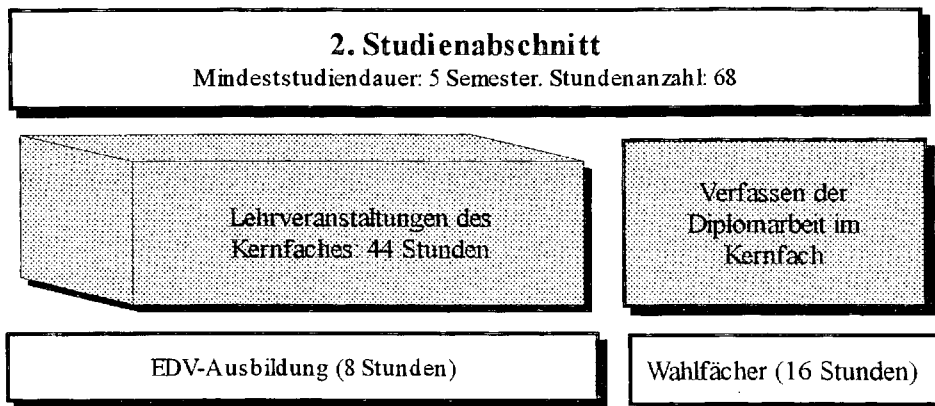 2. Studienabschnitt
Mindeststudiendauer: 5 Semester. Stundenanzahl: 68
Lehrveranstaltungen des
Kernfaches: 44 Stunden
Verfassen der
Diplomarbeit im
Kernfach
EDV-Ausbildung (8 Stunden)
Wahlfächer (16 Stunden)